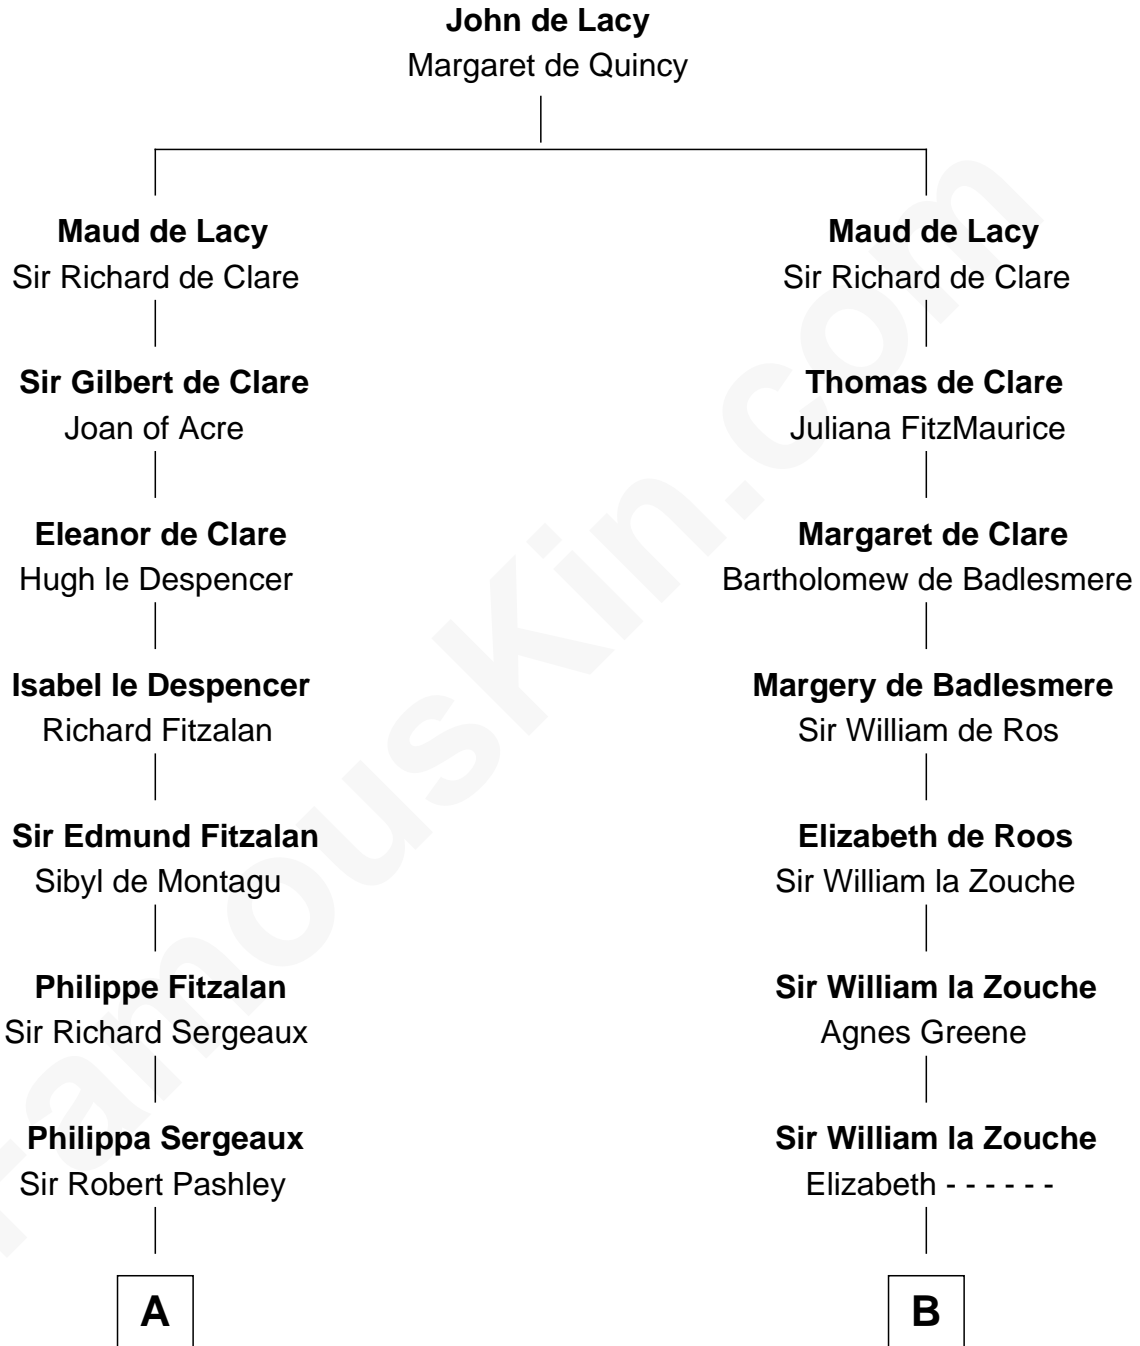 John de Lacy
Margaret de Quincy
Maud de Lacy
Sir Richard de Clare
Maud de Lacy
Sir Richard de Clare
Sir Gilbert de Clare
Joan of Acre
Thomas de Clare
Juliana FitzMaurice
Eleanor de Clare
Hugh le Despencer
Margaret de Clare
Bartholomew de Badlesmere
Isabel le Despencer
Richard Fitzalan
Margery de Badlesmere
Sir William de Ros
Sir Edmund Fitzalan
Sibyl de Montagu
Elizabeth de Roos
Sir William la Zouche
Philippe Fitzalan
Sir Richard Sergeaux
Sir William la Zouche
Agnes Greene
Philippa Sergeaux
Sir Robert Pashley
Sir William la Zouche
Elizabeth - - - - - -
A
B
FamousKin.com